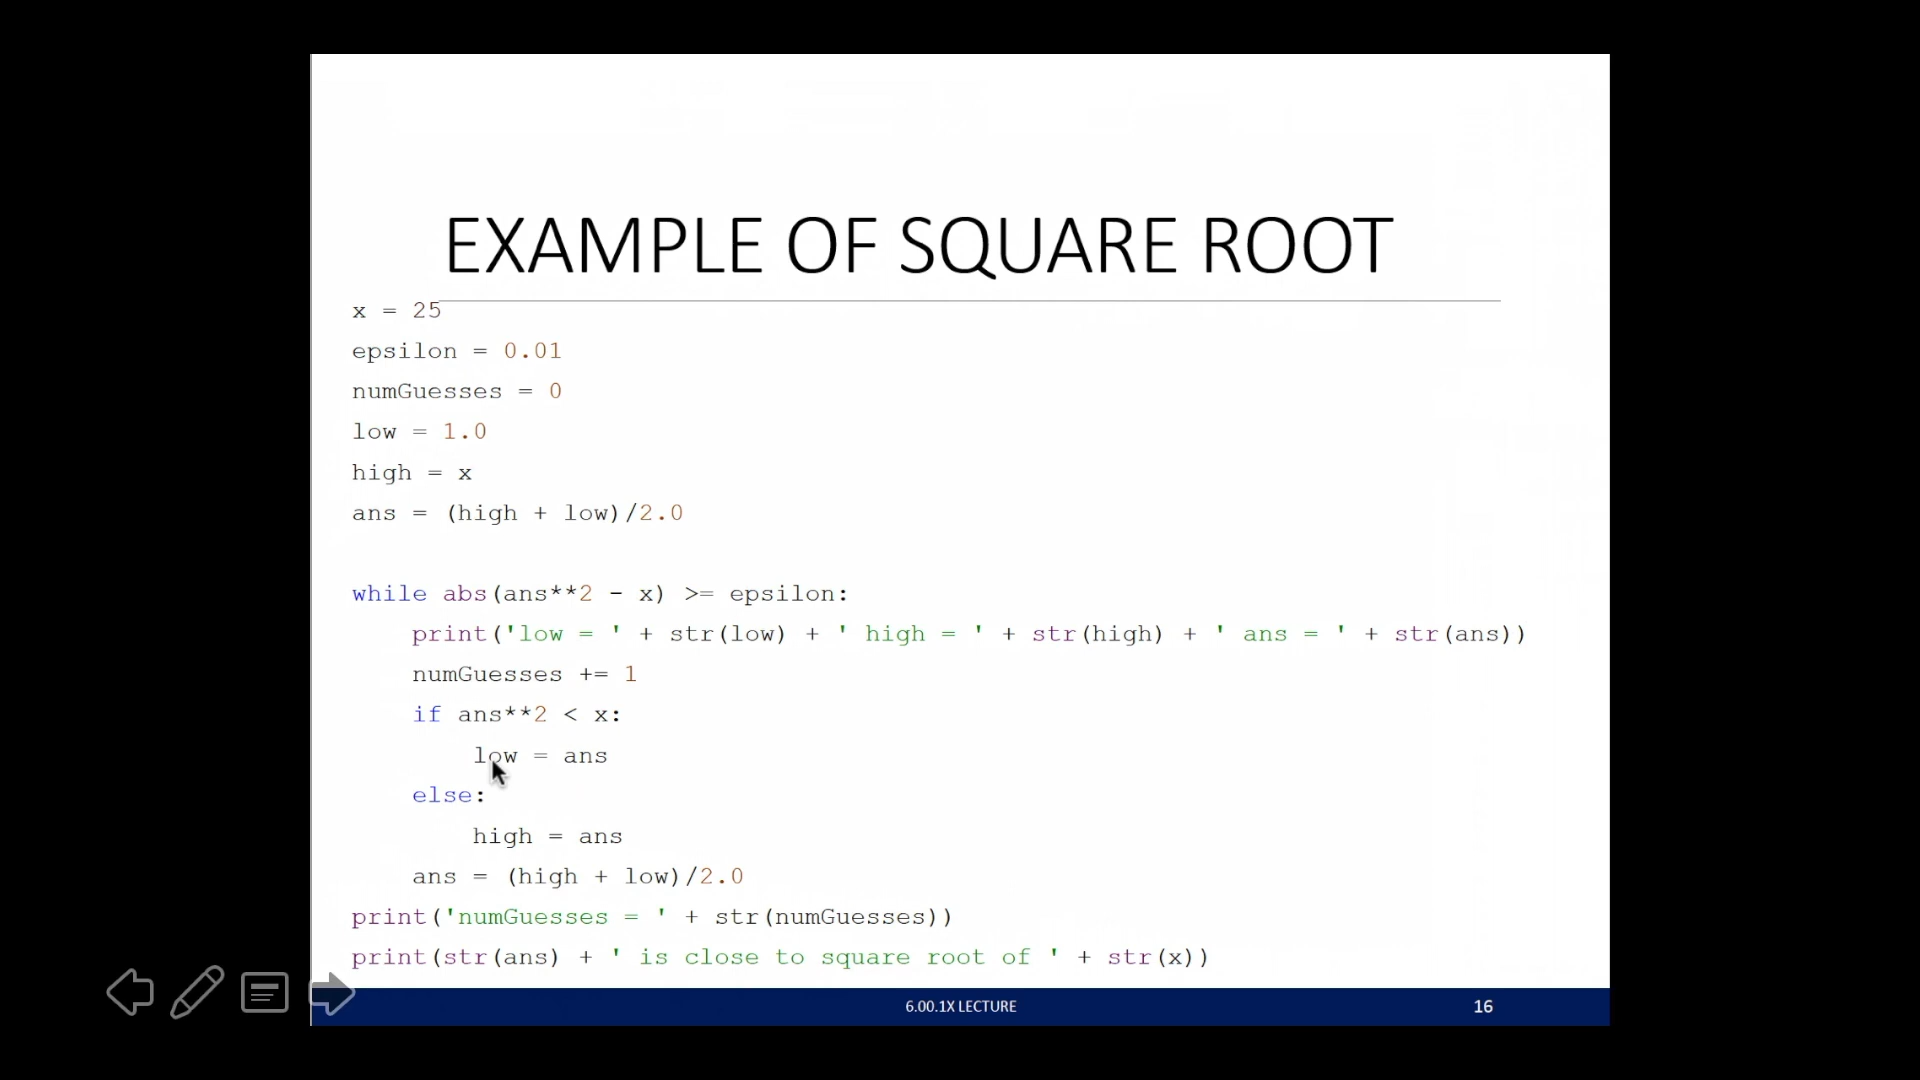 EXAMPLE OF SQUARE ROOT
x = 25
epsilon = 0.01
numGuesses = 0
low = 1.0
high = x
ans = (high + low)/2.0
while abs(ans**2 - x) >= epsilon:
    print('low = ' + str(low) + ' high = ' + str(high) + ' ans = ' + str(ans))
    numGuesses += 1
    if ans**2 < x:
        low = ans
    else:
        high = ans
    ans = (high + low)/2.0
print('numGuesses = ' + str(numGuesses))
print(str(ans) + ' is close to square root of ' + str(x))
6.00.1X LECTURE
16